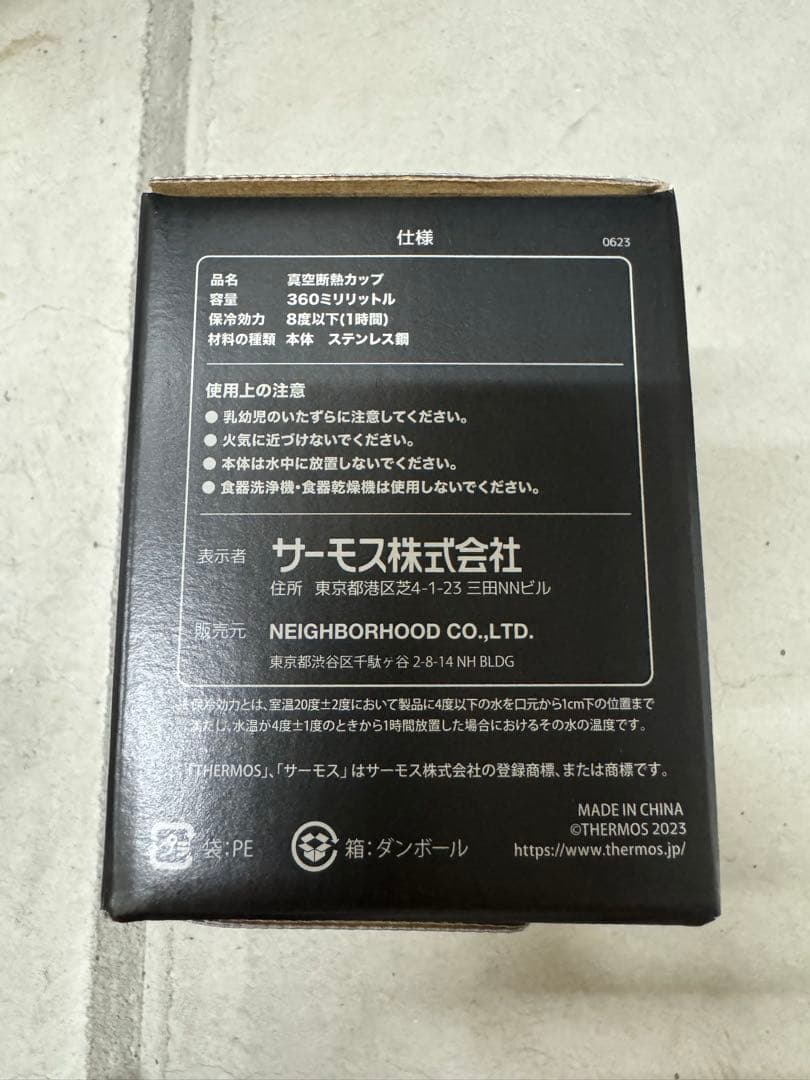 仕様
0623
品名 真空断熱カップ
容量 360ミリリットル
保冷効力 8度以下(1時間)
材料の種類 本体 ステンレス鋼
使用上の注意
● 乳幼児のいたずらに注意してください。
● 火気に近づけないでください。
● 本体は水中に放置しないでください。
● 食器洗浄機・食器乾燥機は使用しないでください。
表示者 サーモス株式会社
住所 東京都港区芝4-1-23 三田NNビル
販売元 NEIGHBORHOOD CO.,LTD.
東京都渋谷区千駄ヶ谷 2-8-14 NH BLDG
保冷効力とは、室温20度±2度において製品に4度以下の水を口元から1cm下の位置まで
満たし、水温が4度±1度のときから1時間放置した場合におけるその水の温度です。
「THERMOS」、「サーモス」はサーモス株式会社の登録商標、または商標です。
MADE IN CHINA
©THERMOS 2023
プラ 袋:PE 箱:ダンボール https://www.thermos.jp/